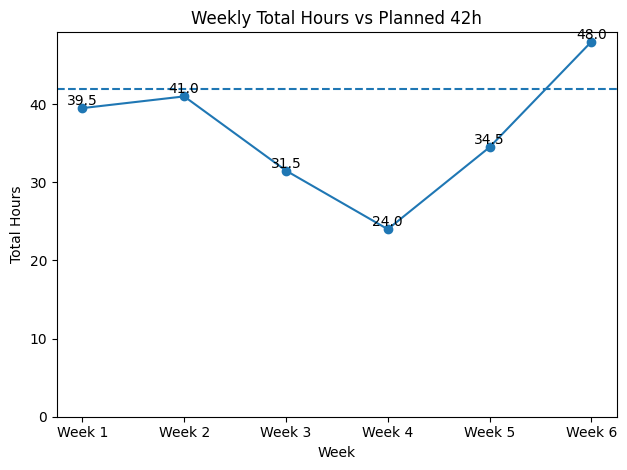 Weekly Total Hours vs Planned 42h
48.0
39.5
41.0
31.5
24.0
34.5
Total Hours
40
30
20
10
0
Week 1
Week 2
Week 3
Week 4
Week 5
Week 6
Week